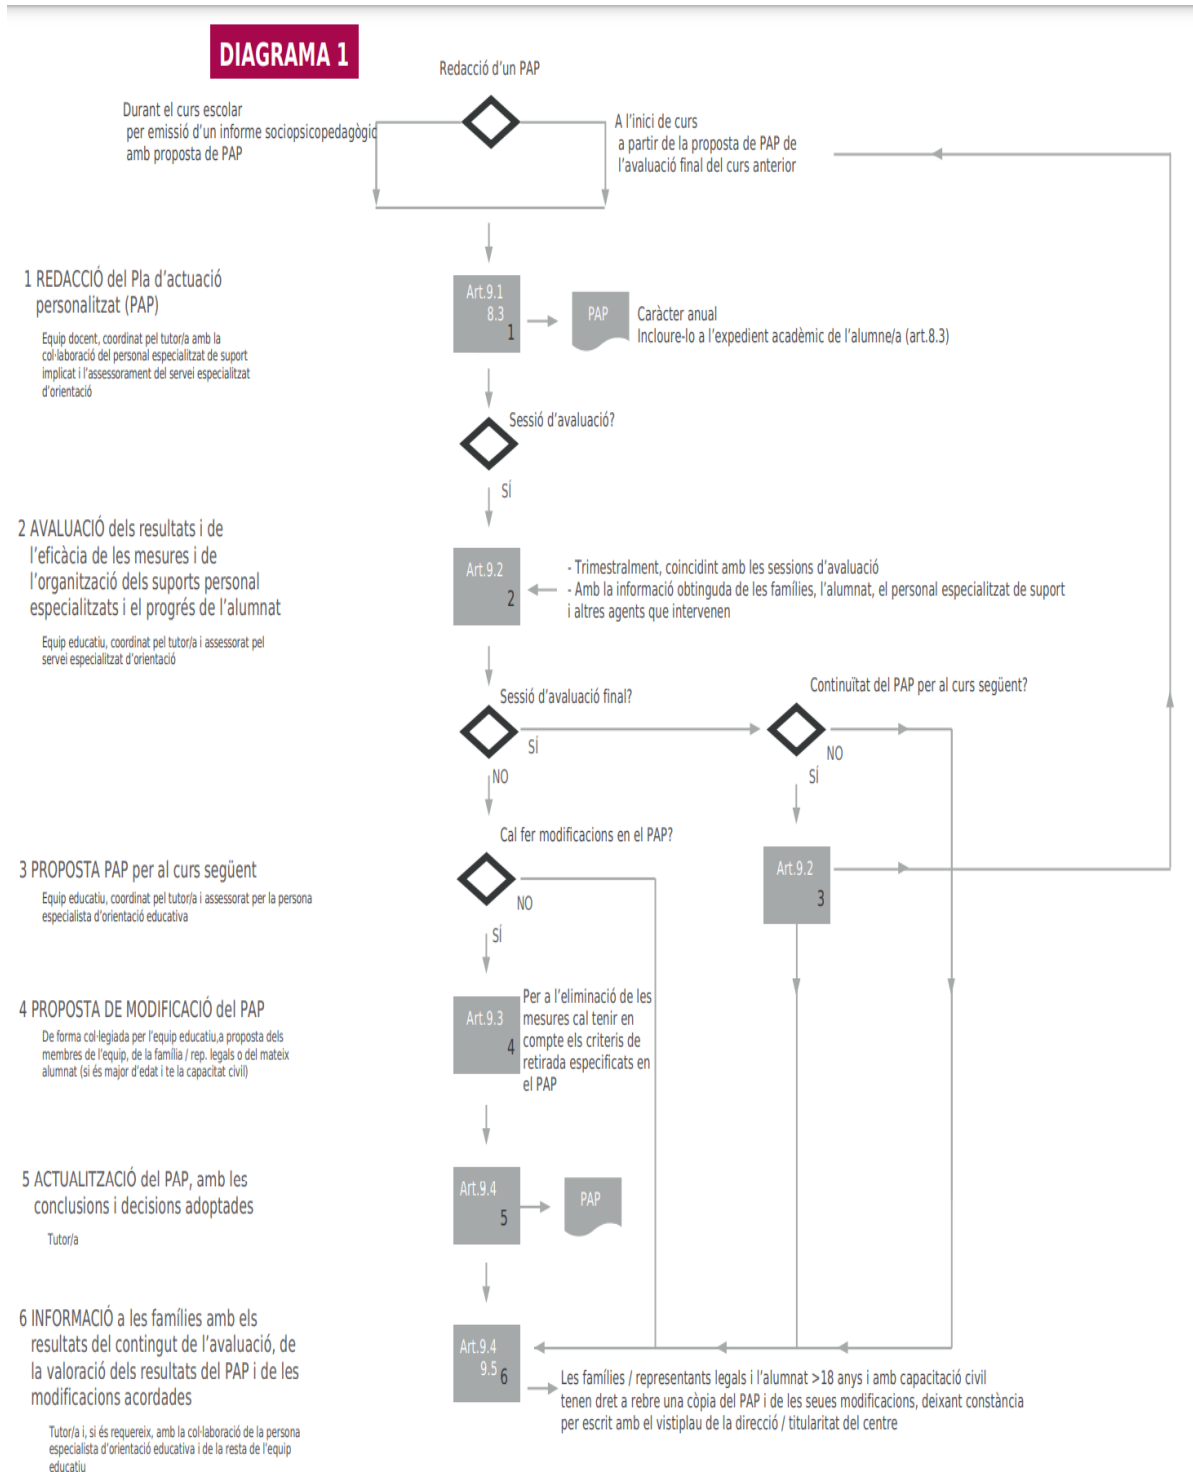 DIAGRAMA 1
Redacció d'un PAP
Durant el curs escolar
per emissió d'un informe sociopsicopedagògic
amb proposta de PAP
A l'inici de curs
a partir de la proposta de PAP de
l'avaluació final del curs anterior
1 REDACCIÓ del Pla d'actuació
personalitzat (PAP)
Equip docent, coordinat pel tutor/a amb la
col·laboració del personal especialitzat de suport
implicat i l'assessorament del servei especialitzat
d'orientació
Art.9.1
8.3
1
PAP
Caràcter anual
Incloure-lo a l'expedient acadèmic de l'alumne/a (art.8.3)
Sessió d'avaluació?
SÍ
2 AVALUACIÓ dels resultats i de
l'eficàcia de les mesures i de
l'organització dels suports personal
especialitzats i el progrés de l'alumnat
Equip educatiu, coordinat pel tutor/a i assessorat pel
servei especialitzat d'orientació
Art.9.2
2
- Trimestralment, coincidint amb les sessions d'avaluació
- Amb la informació obtinguda de les famílies, l'alumnat, el personal especialitzat de suport
i altres agents que intervenen
Sessió d'avaluació final?
SÍ
NO
Continuïtat del PAP per al curs següent?
NO
SÍ
Cal fer modificacions en el PAP?
NO
SÍ
3 PROPOSTA PAP per al curs següent
Equip educatiu, coordinat pel tutor/a i assessorat per la persona
especialista d'orientació educativa
Art.9.2
3
4 PROPOSTA DE MODIFICACIÓ del PAP
De forma col·legiada per l'equip educatiu,a proposta dels
membres de l'equip, de la família / rep. legals o del mateix
alumnat (si és major d'edat i te la capacitat civil)
Art.9.3
4
Per a l'eliminació de les
mesures cal tenir en
compte els criteris de
retirada especificats en
el PAP
5 ACTUALITZACIÓ del PAP, amb les
conclusions i decisions adoptades
Tutor/a
Art.9.4
5
PAP
6 INFORMACIÓ a les famílies amb els
resultats del contingut de l'avaluació, de
la valoració dels resultats del PAP i de les
modificacions acordades
Tutor/a i, si és requereix, amb la col·laboració de la persona
especialista d'orientació educativa i de la resta de l'equip
educatiu
Art.9.4
9.5
6
Les famílies / representants legals i l'alumnat >18 anys i amb capacitació civil
tenen dret a rebre una còpia del PAP i de les seues modificacions, deixant constància
per escrit amb el vistiplau de la direcció / titularitat del centre